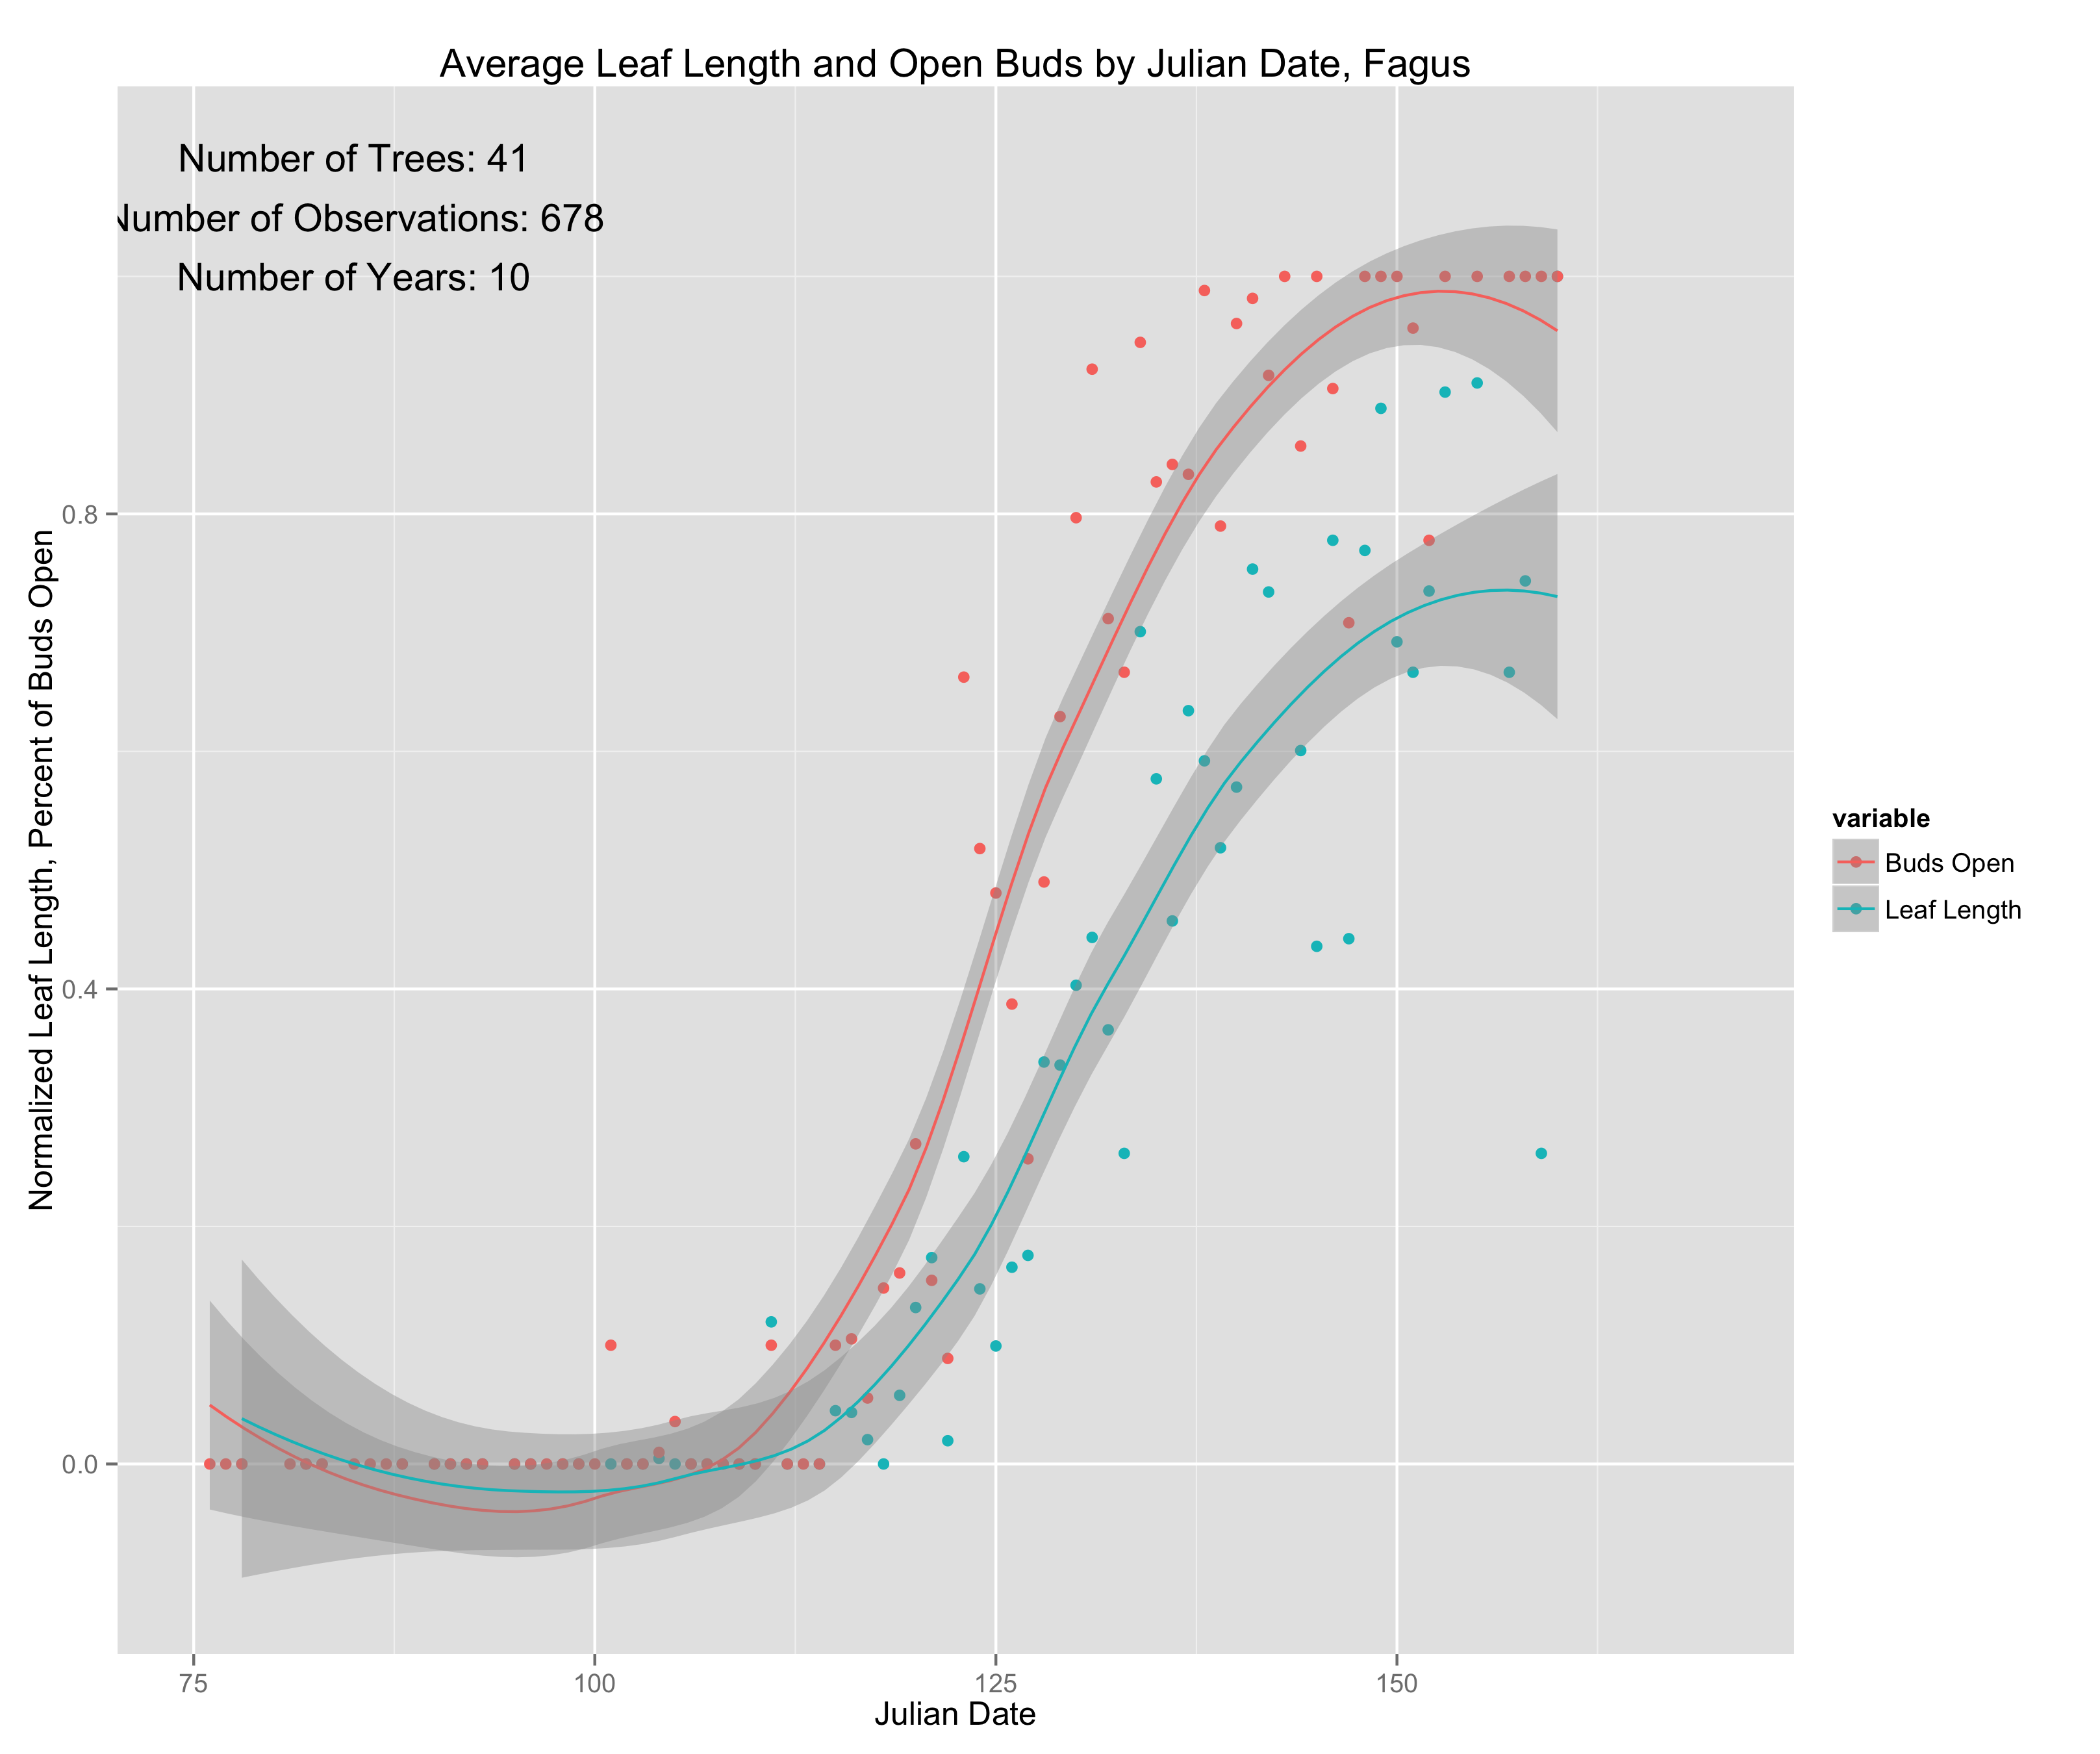 Average Leaf Length and Open Buds by Julian Date, Fagus
Number of Trees: 41
Number of Observations: 678
Number of Years: 10
0.8
0.4
0.0
Normalized Leaf Length, Percent of Buds Open
75
100
125
150
Julian Date
variable
Buds Open
Leaf Length